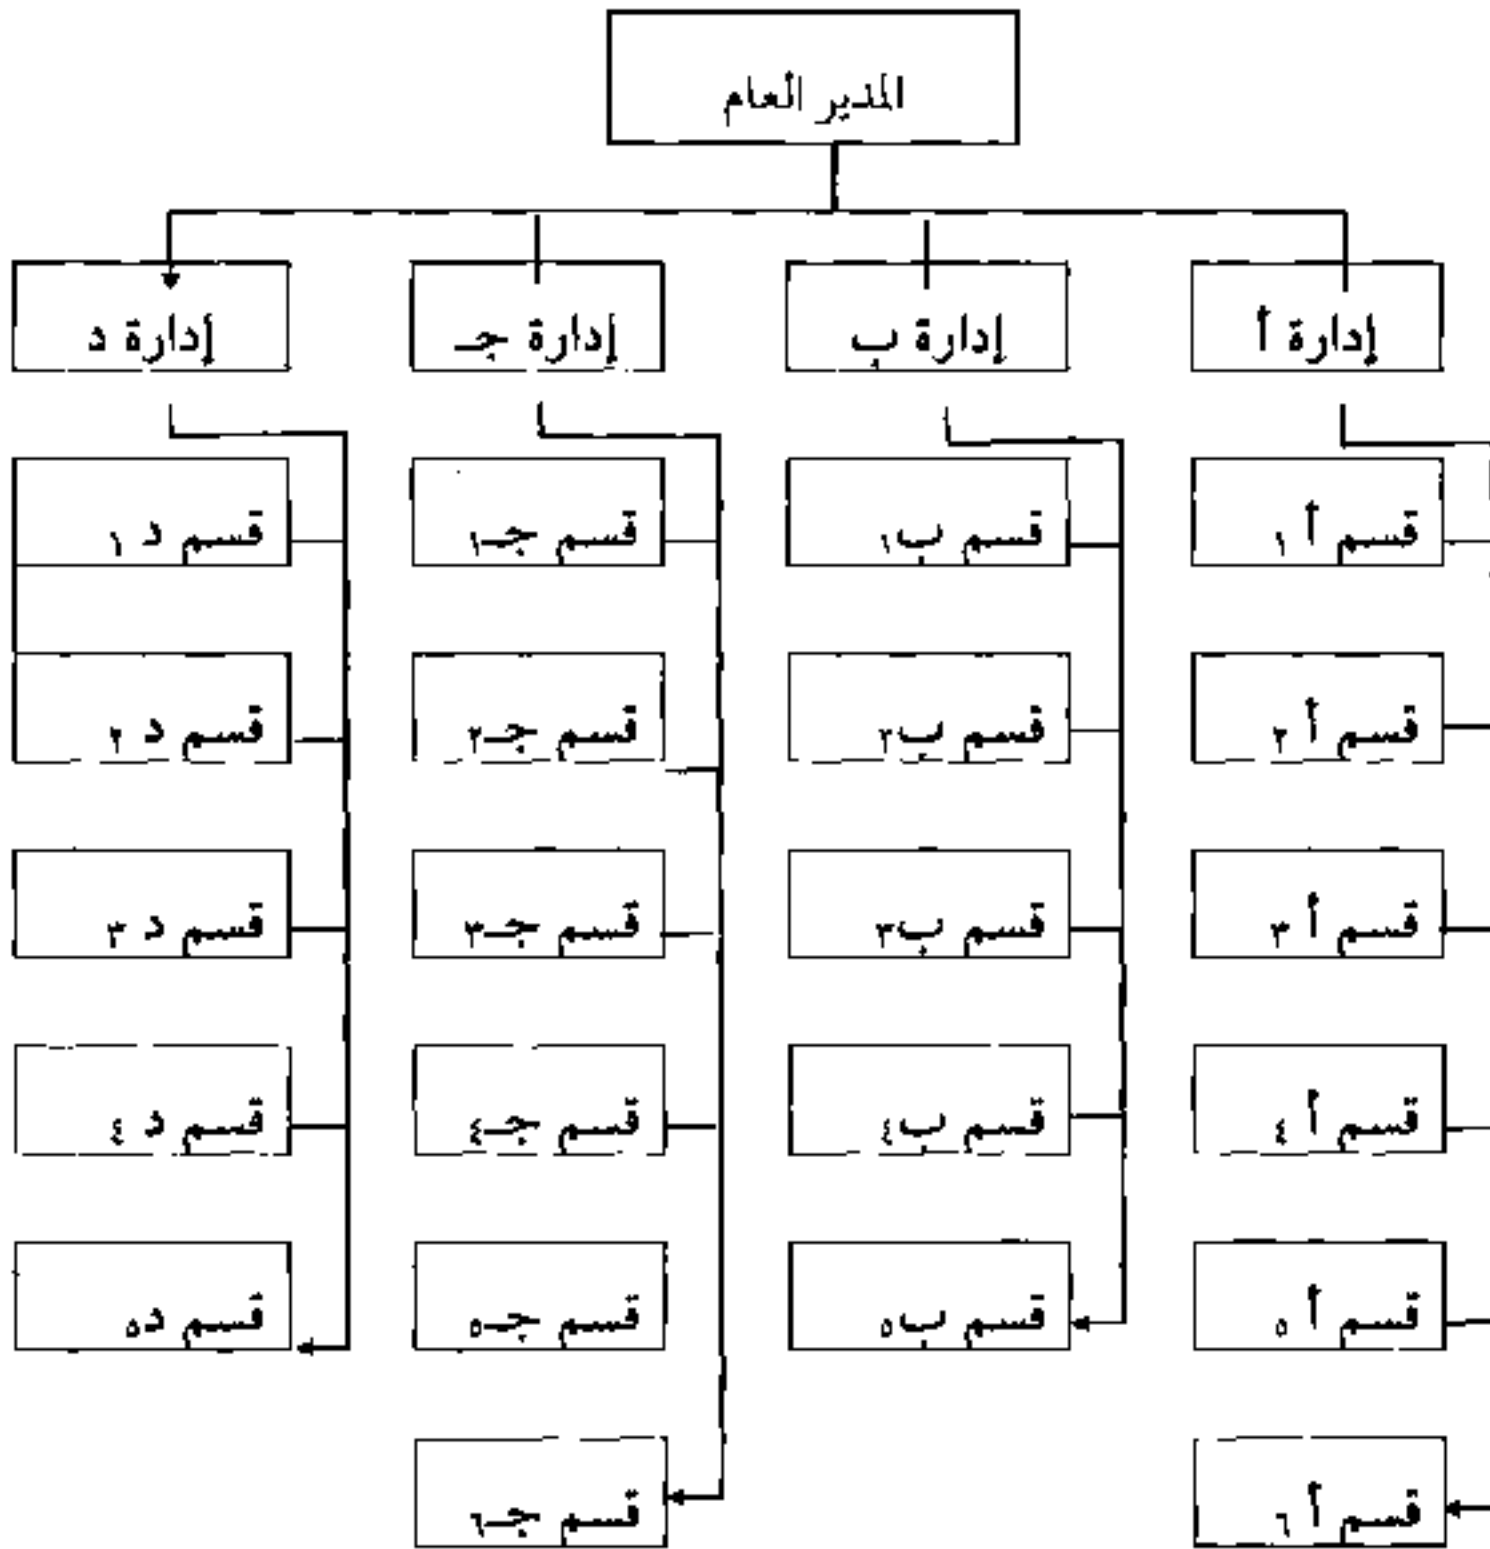 المدير العام
إدارة أ
إدارة ب
إدارة جـ
إدارة د
قسم أ ١
قسم ب١
قسم جـ١
قسم د ١
قسم أ ٢
قسم ب٢
قسم جـ٢
قسم د ٢
قسم أ ٣
قسم ب٣
قسم جـ٣
قسم د ٣
قسم أ ٤
قسم ب٤
قسم جـ٤
قسم د ٤
قسم أ ٥
قسم ب٥
قسم جـ٥
قسم د٥
قسم أ ٦
قسم جـ٦